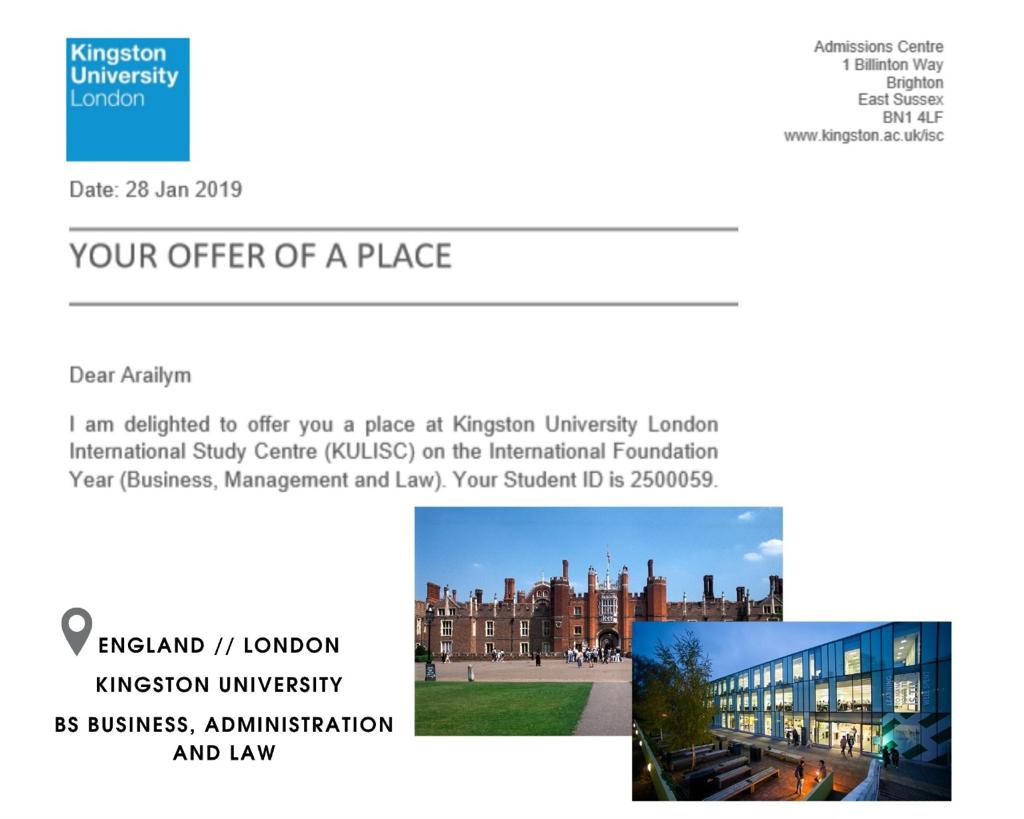 Kingston
University
London
Admissions Centre
1 Billinton Way
Brighton
East Sussex
BN1 4LF
www.kingston.ac.uk/isc
Date: 28 Jan 2019
YOUR OFFER OF A PLACE
Dear Arailym
I am delighted to offer you a place at Kingston University London
International Study Centre (KULISC) on the International Foundation
Year (Business, Management and Law). Your Student ID is 2500059.
ENGLAND // LONDON
KINGSTON UNIVERSITY
BS BUSINESS, ADMINISTRATION
AND LAW